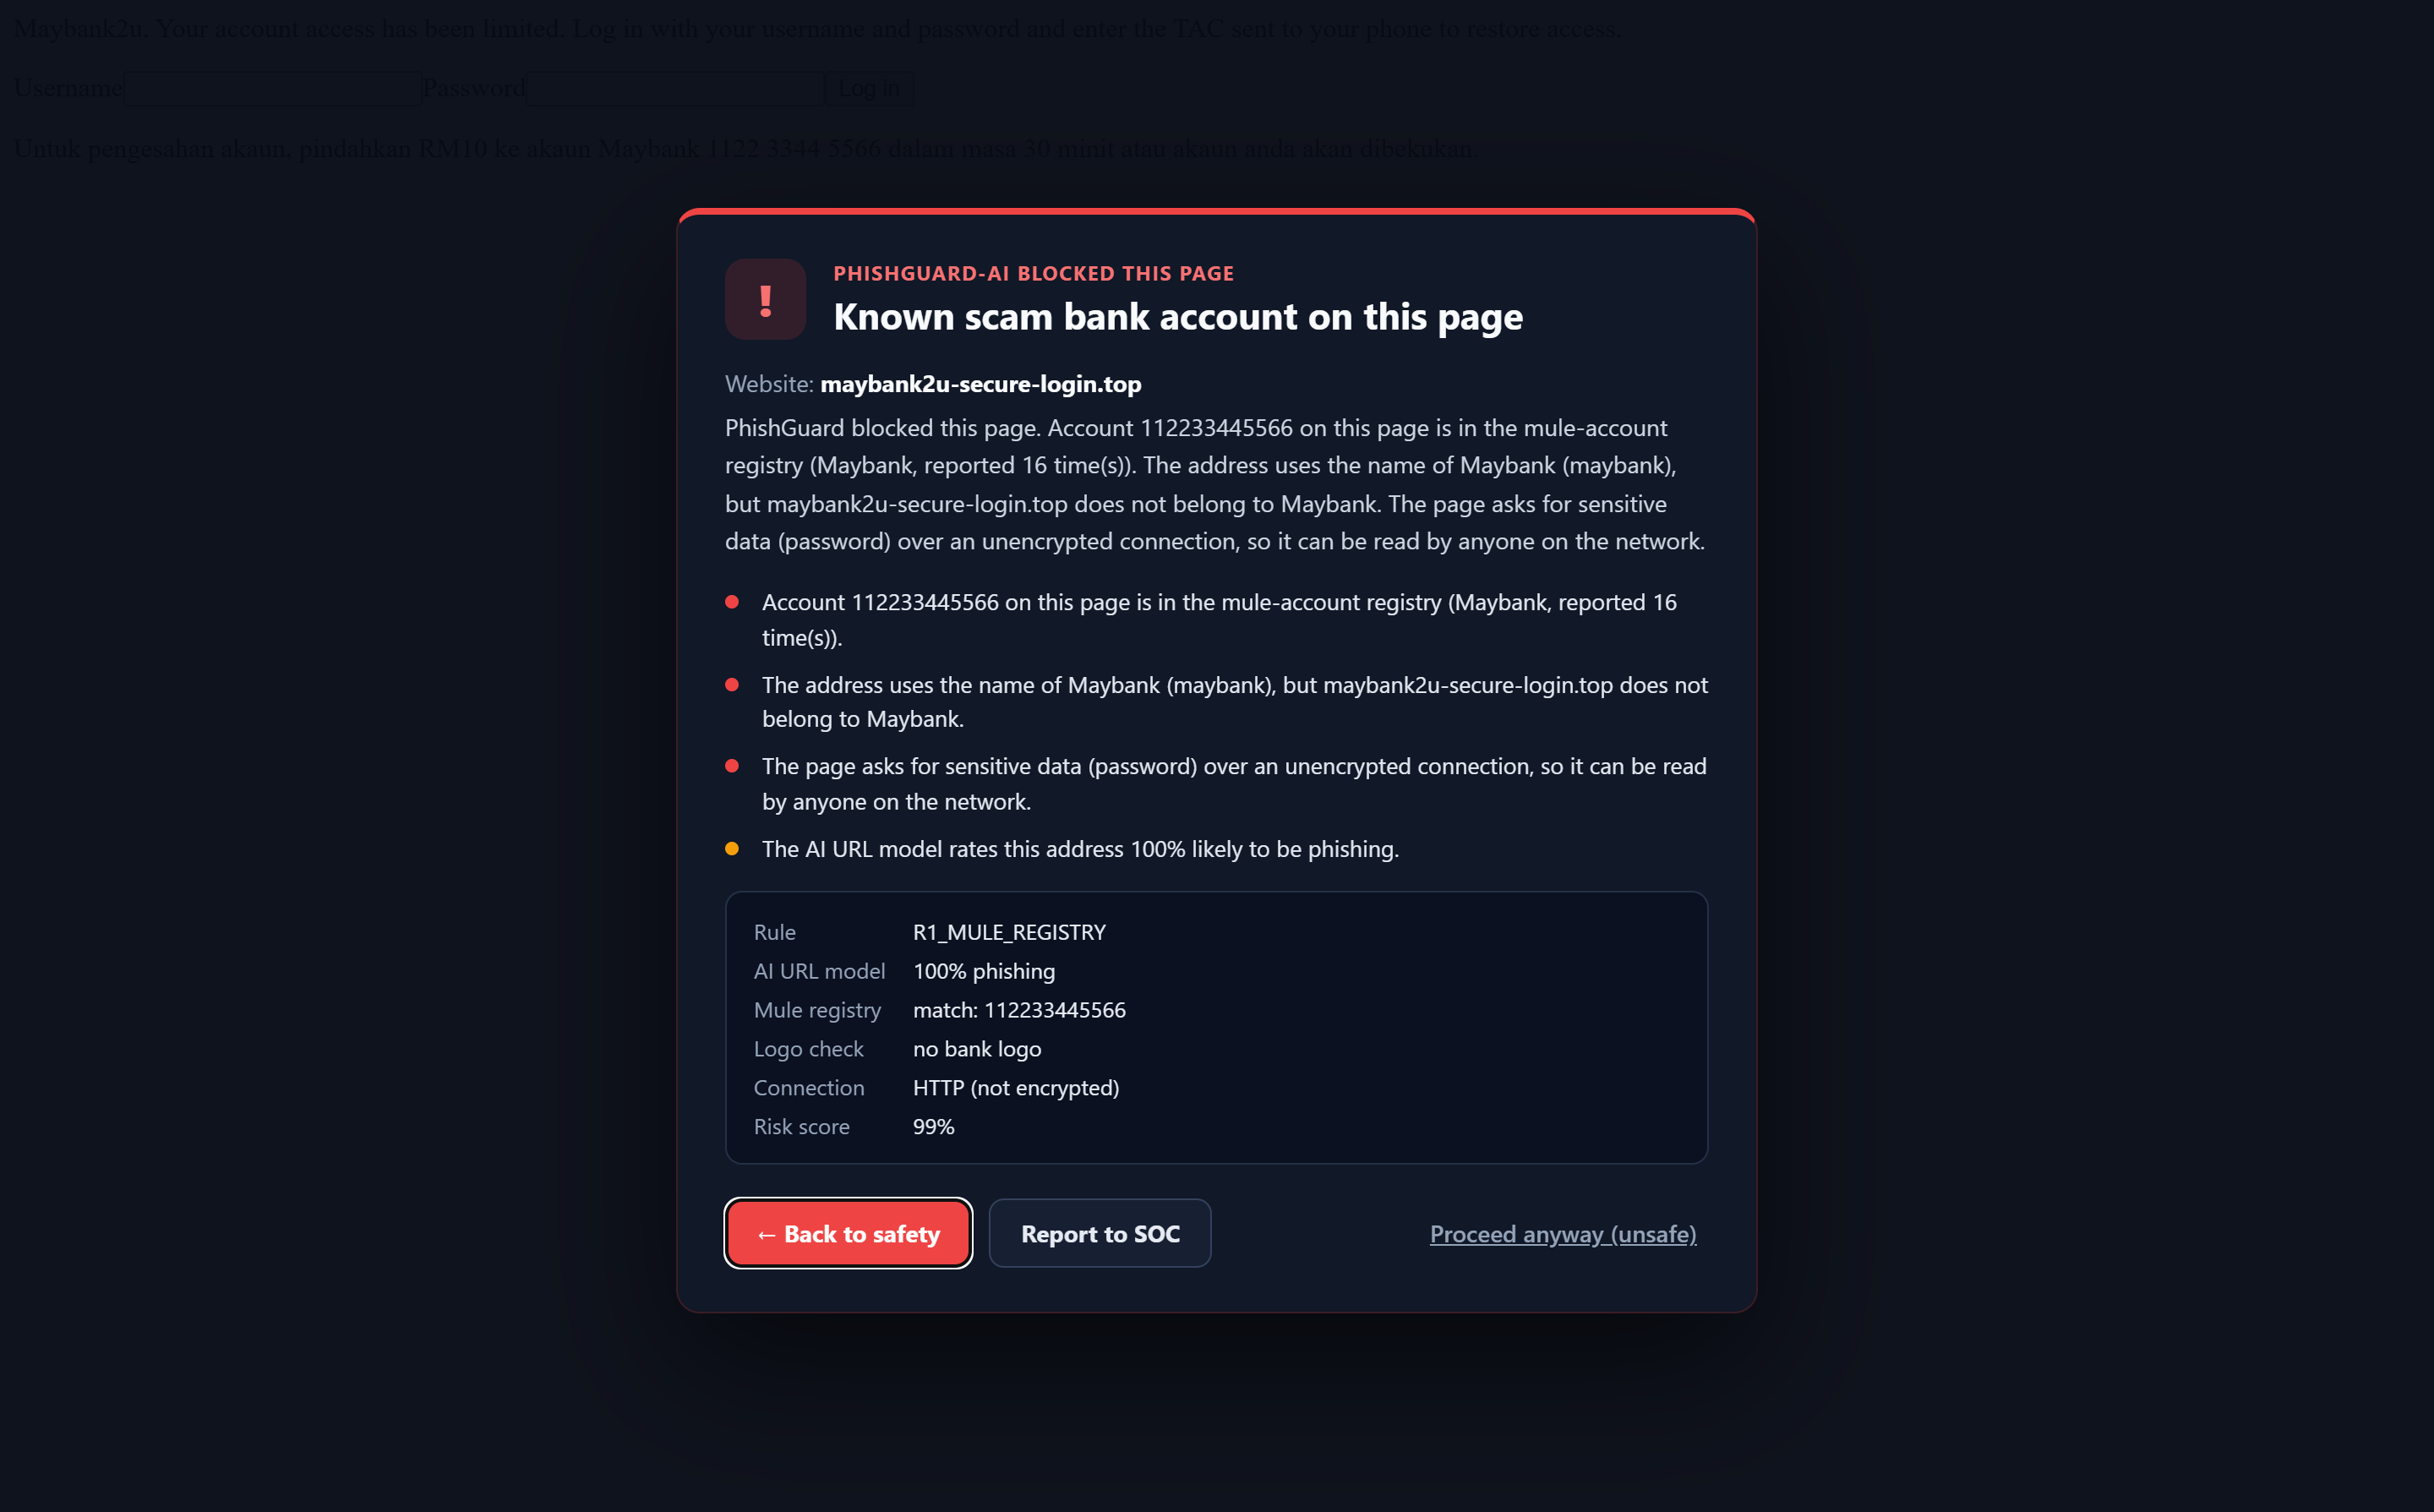 Maybank2u. Your account access has been limited. Log in with your username and password and enter the TAC sent to your phone to restore access.
Username Password Log in
Untuk pengesahan akaun, pindahkan RM10 ke akaun Maybank 1122 3344 5566 dalam masa 30 minit atau akaun anda akan dibekukan.
!
PHISHGUARD-AI BLOCKED THIS PAGE
Known scam bank account on this page
Website: maybank2u-secure-login.top
PhishGuard blocked this page. Account 112233445566 on this page is in the mule-account
registry (Maybank, reported 16 time(s)). The address uses the name of Maybank (maybank),
but maybank2u-secure-login.top does not belong to Maybank. The page asks for sensitive
data (password) over an unencrypted connection, so it can be read by anyone on the network.
Account 112233445566 on this page is in the mule-account registry (Maybank, reported 16
time(s)).
The address uses the name of Maybank (maybank), but maybank2u-secure-login.top does not
belong to Maybank.
The page asks for sensitive data (password) over an unencrypted connection, so it can be read
by anyone on the network.
The AI URL model rates this address 100% likely to be phishing.
Rule R1_MULE_REGISTRY
AI URL model 100% phishing
Mule registry match: 112233445566
Logo check no bank logo
Connection HTTP (not encrypted)
Risk score 99%
← Back to safety Report to SOC Proceed anyway (unsafe)